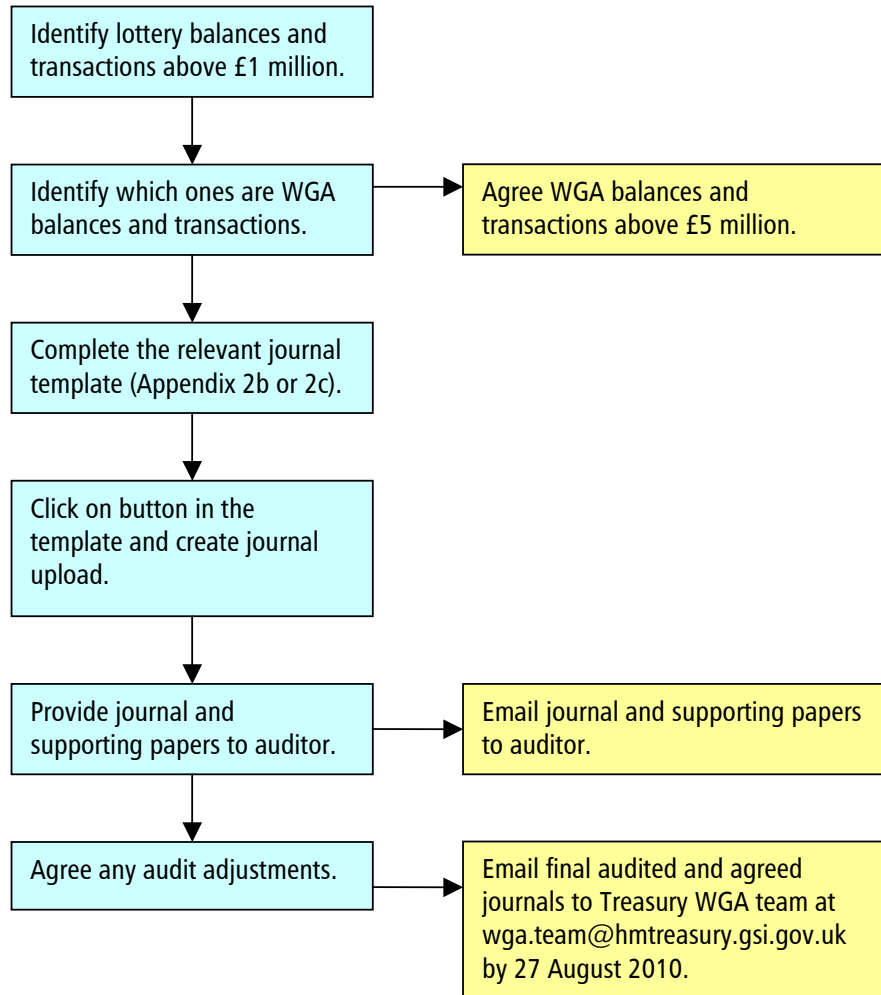 Identify lottery balances and
transactions above £1 million.
Identify which ones are WGA
balances and transactions.
Agree WGA balances and
transactions above £5 million.
Complete the relevant journal
template (Appendix 2b or 2c).
Click on button in the
template and create journal
upload.
Provide journal and
supporting papers to auditor.
Email journal and supporting papers
to auditor.
Agree any audit adjustments.
Email final audited and agreed
journals to Treasury WGA team at
wga.team@hmtreasury.gsi.gov.uk
by 27 August 2010.